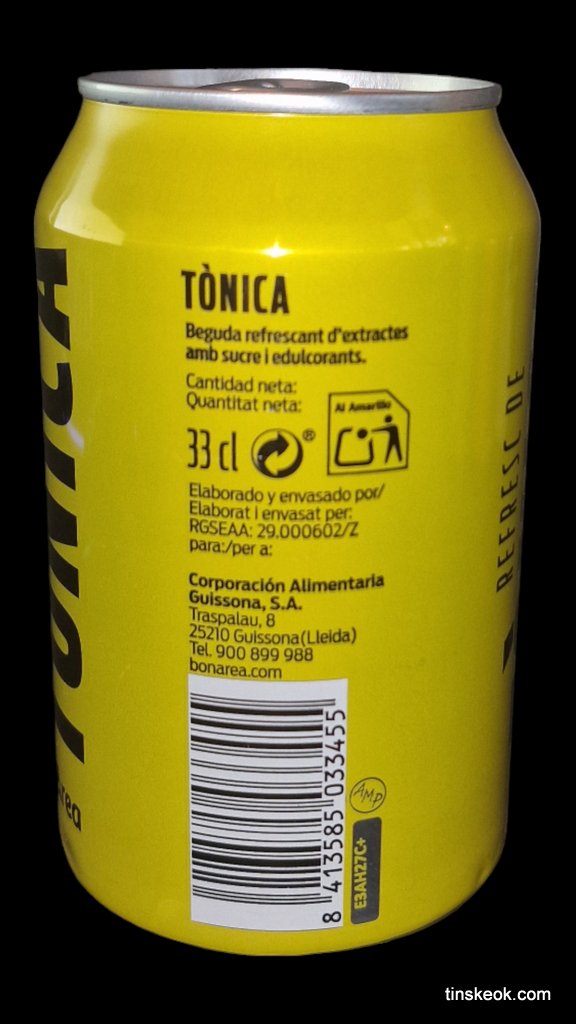 TÒNICA
TÒNICA
Beguda refrescant d'extractes
amb sucre i edulcorants.
Cantidad neta:
Quantitat neta:
33 cl
®
Al Amarillo
Elaborado y envasado por/
Elaborat i envasat per:
RGSEAA: 29.000602/Z
para:/per a:
Corporación Alimentaria
Guissona, S.A.
Traspalau, 8
25210 Guissona(Lleida)
Tel. 900 899 988
bonarea.com
8 413585 033455
AMP
E3AH27C+
REFRESC DE
tinskeok.com